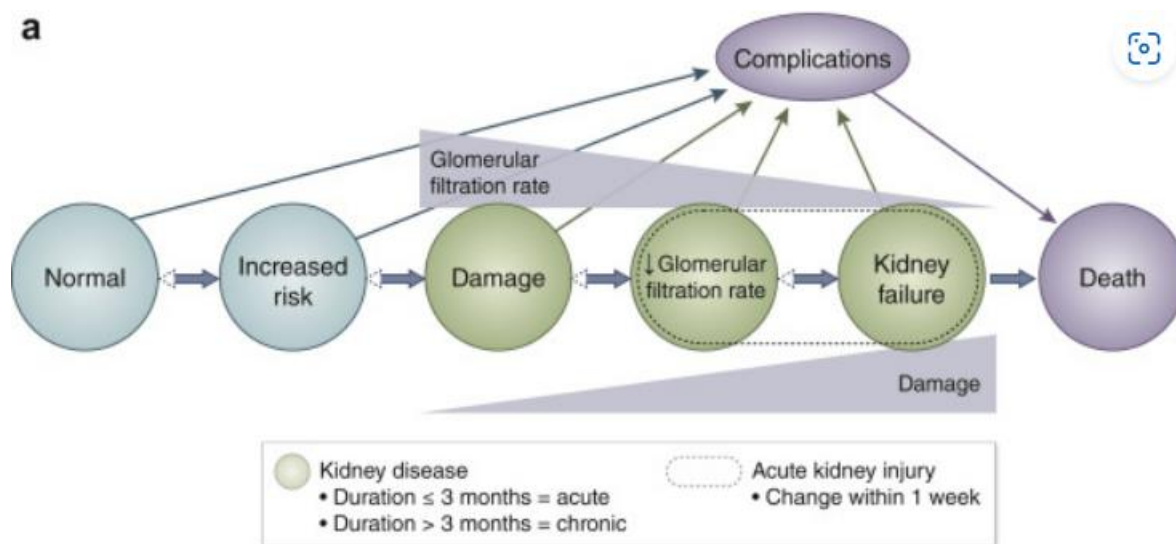 a
Complications
Glomerular
filtration rate
Normal
Increased
risk
Damage
↓ Glomerular
filtration rate
Kidney
failure
Death
Damage
Kidney disease
• Duration ≤ 3 months = acute
• Duration > 3 months = chronic
Acute kidney injury
• Change within 1 week